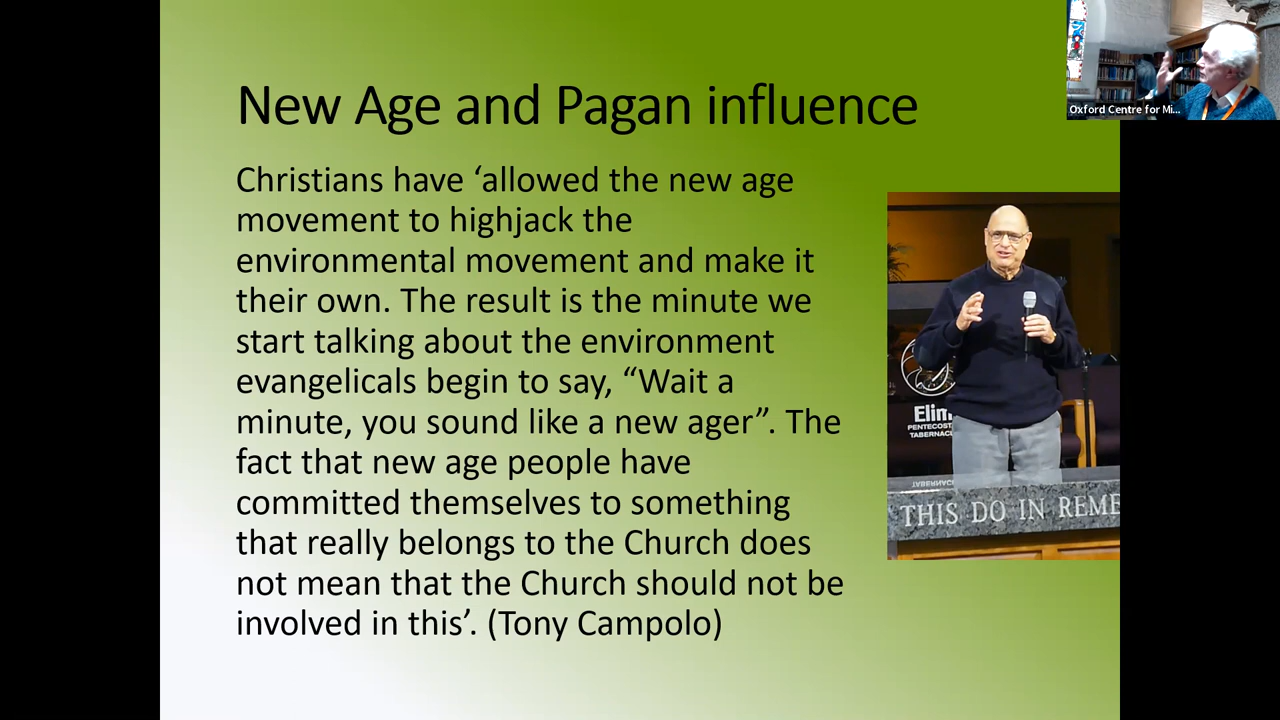 New Age and Pagan influence
Christians have ‘allowed the new age
movement to highjack the
environmental movement and make it
their own. The result is the minute we
start talking about the environment
evangelicals begin to say, “Wait a
minute, you sound like a new ager”. The
fact that new age people have
committed themselves to something
that really belongs to the Church does
not mean that the Church should not be
involved in this’. (Tony Campolo)
Oxford Centre for Mi...
Elim
PENTECOST
TABERNAC
THIS DO IN REME